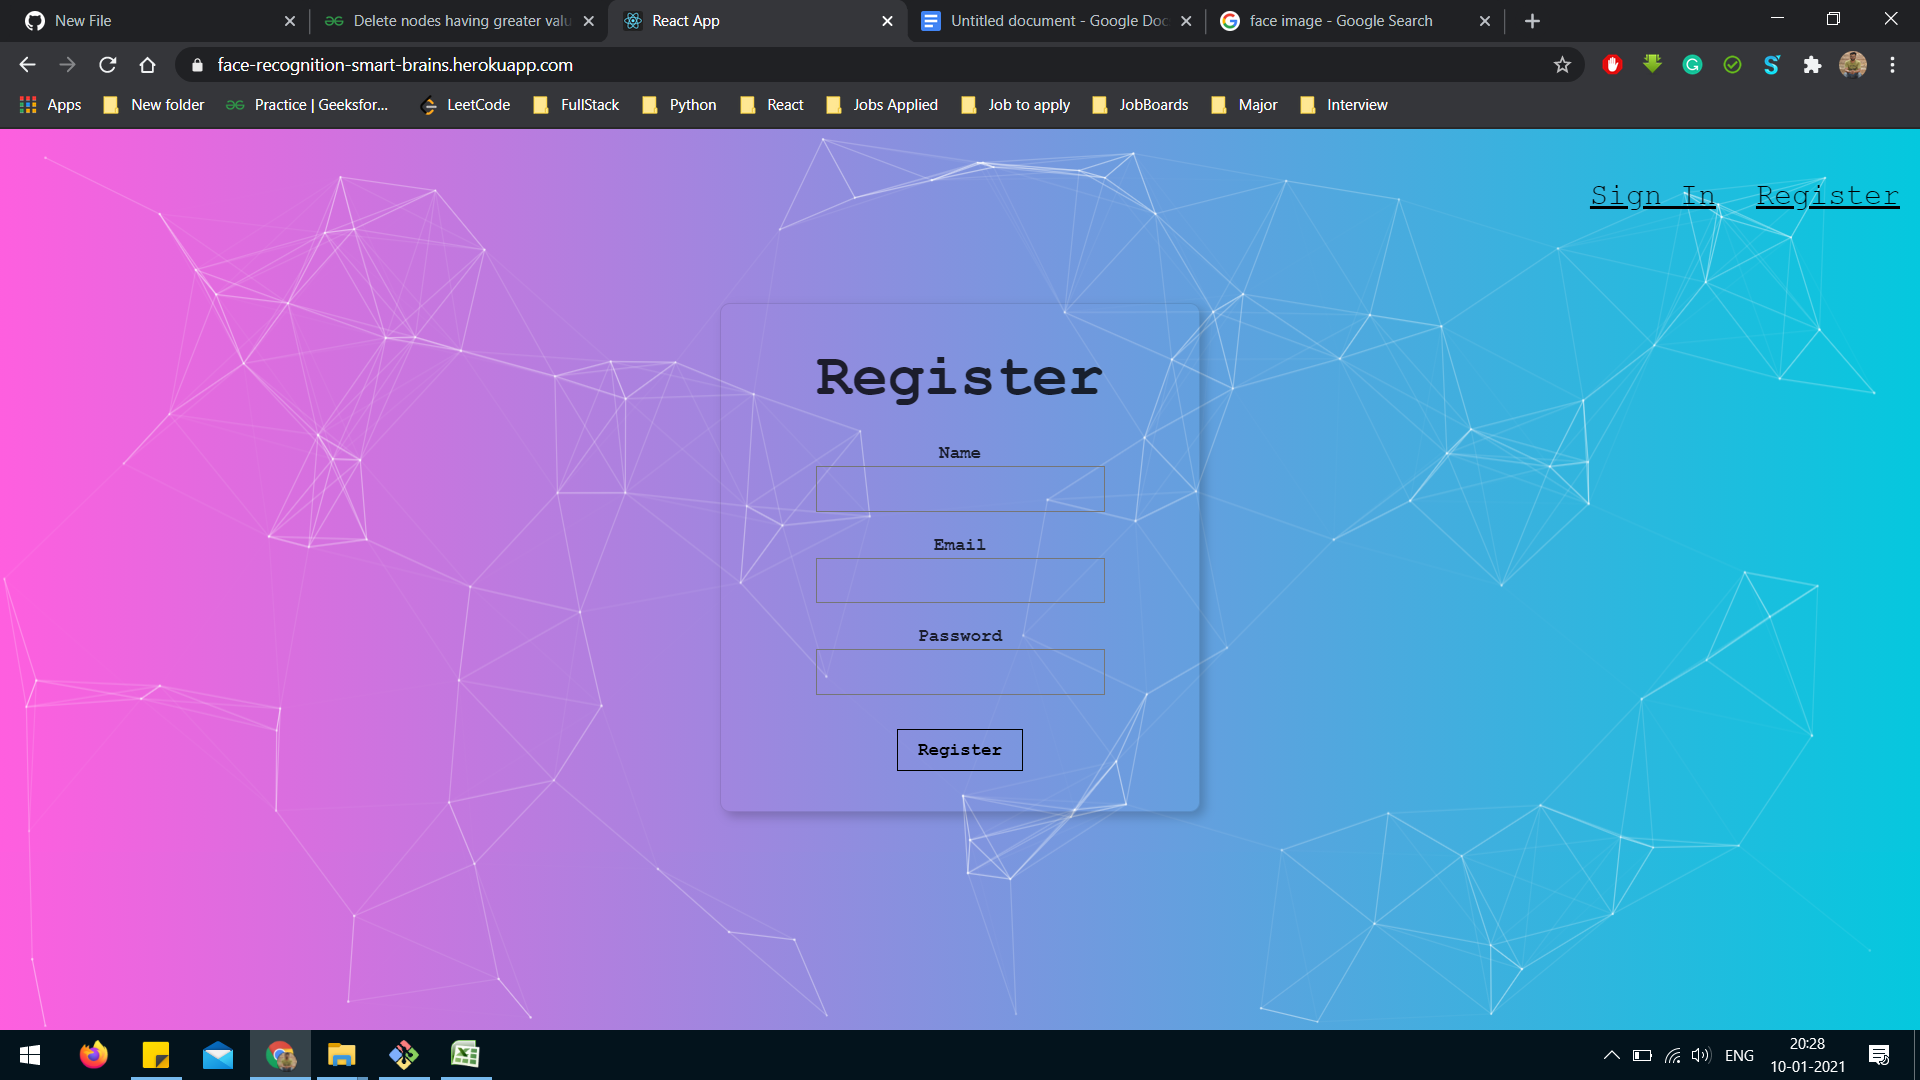 New File
Delete nodes having greater valu
React App
Untitled document - Google Doc
face image - Google Search
face-recognition-smart-brains.herokuapp.com
Apps
New folder
Practice | Geeksfor...
LeetCode
FullStack
Python
React
Jobs Applied
Job to apply
JobBoards
Major
Interview
Sign In
Register
Register
Name
Email
Password
Register
ENG
20:28
10-01-2021